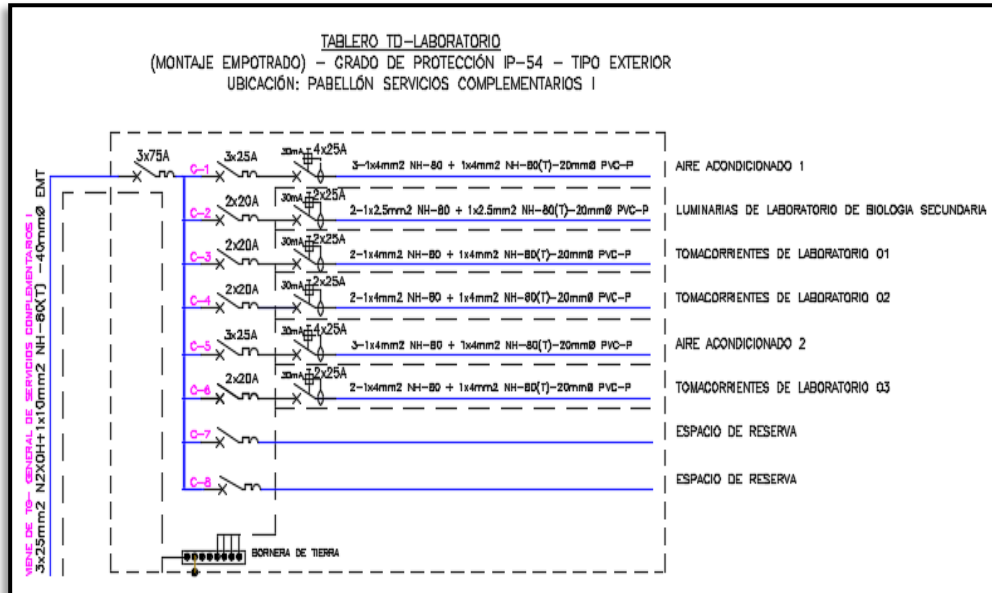 TABLERO TD-LABORATORIO
(MONTAJE EMPOTRADO) - GRADO DE PROTECCIÓN IP-54 - TIPO EXTERIOR
UBICACIÓN: PABELLÓN SERVICIOS COMPLEMENTARIOS I
VIENE DE TG- GENERAL DE SERVICIOS COMPLEMENTARIOS I
3x25mm2 N2XOH+1x10mm2 NH-80(T) -40mmØ EMT
3x75A
C-1 3x25A 30mA 4x25A 3-1x4mm2 NH-80 + 1x4mm2 NH-80(T)-20mmØ PVC-P AIRE ACONDICIONADO 1
C-2 2x20A 30mA 2x25A 2-1x2.5mm2 NH-80 + 1x2.5mm2 NH-80(T)-20mmØ PVC-P LUMINARIAS DE LABORATORIO DE BIOLOGIA SECUNDARIA
C-3 2x20A 30mA 2x25A 2-1x4mm2 NH-80 + 1x4mm2 NH-80(T)-20mmØ PVC-P TOMACORRIENTES DE LABORATORIO 01
C-4 2x20A 30mA 2x25A 2-1x4mm2 NH-80 + 1x4mm2 NH-80(T)-20mmØ PVC-P TOMACORRIENTES DE LABORATORIO 02
C-5 3x25A 30mA 4x25A 3-1x4mm2 NH-80 + 1x4mm2 NH-80(T)-20mmØ PVC-P AIRE ACONDICIONADO 2
C-6 2x20A 30mA 2x25A 2-1x4mm2 NH-80 + 1x4mm2 NH-80(T)-20mmØ PVC-P TOMACORRIENTES DE LABORATORIO 03
C-7 ESPACIO DE RESERVA
C-8 ESPACIO DE RESERVA
BORNERA DE TIERRA